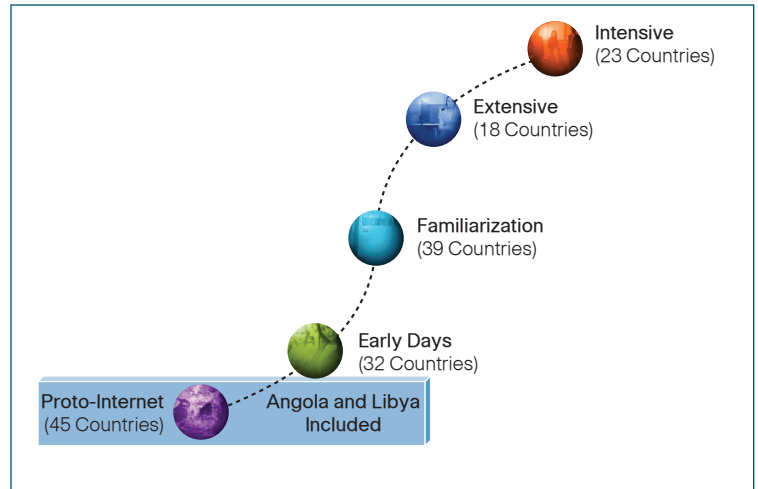 Intensive
(23 Countries)
Extensive
(18 Countries)
Familiarization
(39 Countries)
Early Days
(32 Countries)
Proto-Internet
(45 Countries)
Angola and Libya
Included